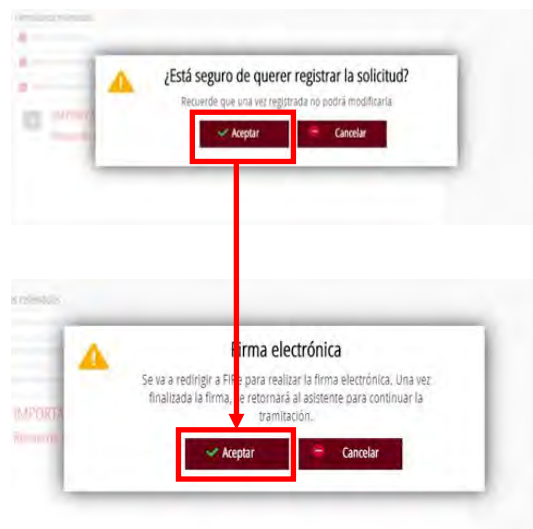 ¿Está seguro de querer registrar la solicitud?
Recuerde que una vez registrada no podrá modificarla
Aceptar
Cancelar
Firma electrónica
Se va a redirigir a FIRe para realizar la firma electrónica. Una vez
finalizada la firma, se retornará al asistente para continuar la
tramitación.
IMPORTA
Aceptar
Cancelar